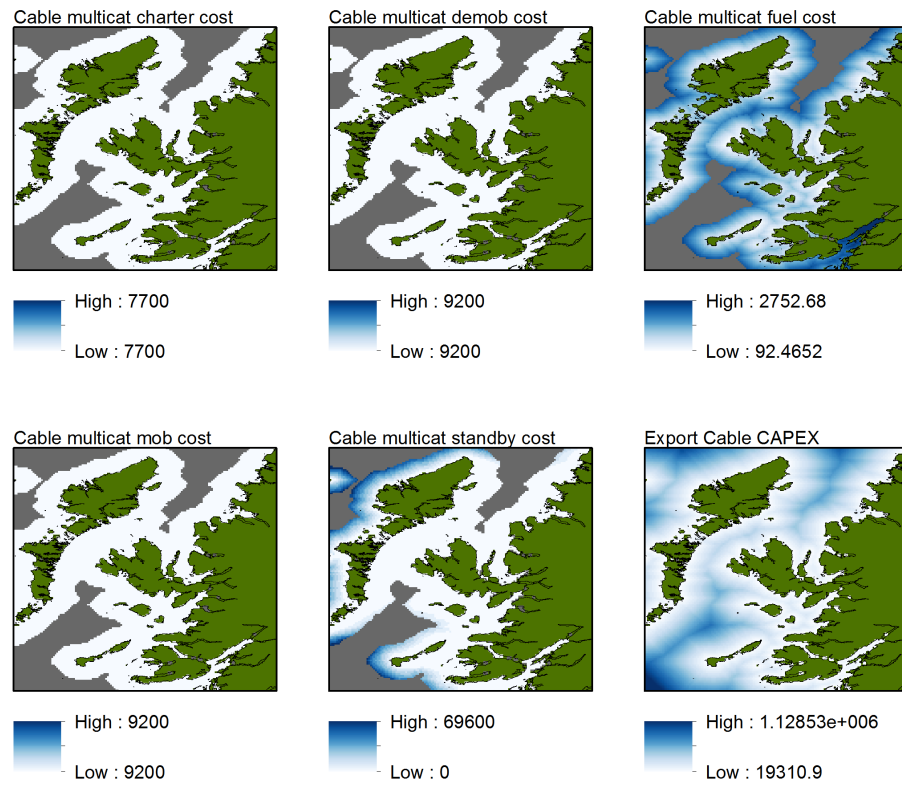 Cable multicat charter cost
Cable multicat demob cost
Cable multicat fuel cost
High : 7700
Low : 7700
High : 9200
Low : 9200
High : 2752.68
Low : 92.4652
Cable multicat mob cost
Cable multicat standby cost
Export Cable CAPEX
High : 9200
Low : 9200
High : 69600
Low : 0
High : 1.12853e+006
Low : 19310.9